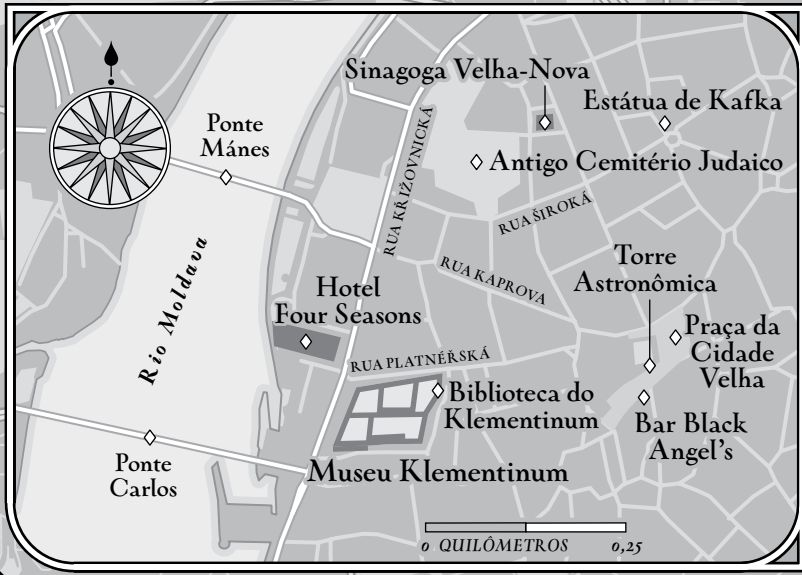 Sinagoga Velha-Nova
Estátua de Kafka
Ponte
Mánes
Antigo Cemitério Judaico
RUA KŘIŽOVNICKÁ
RUA ŠIROKÁ
RUA KAPROVA
Torre
Astronômica
Hotel
Four Seasons
Rio Moldava
Praça da
Cidade
Velha
RUA PLATNÉŘSKÁ
Biblioteca do
Klementinum
Bar Black
Angel's
Ponte
Carlos
Museu Klementinum
0 QUILÔMETROS 0,25